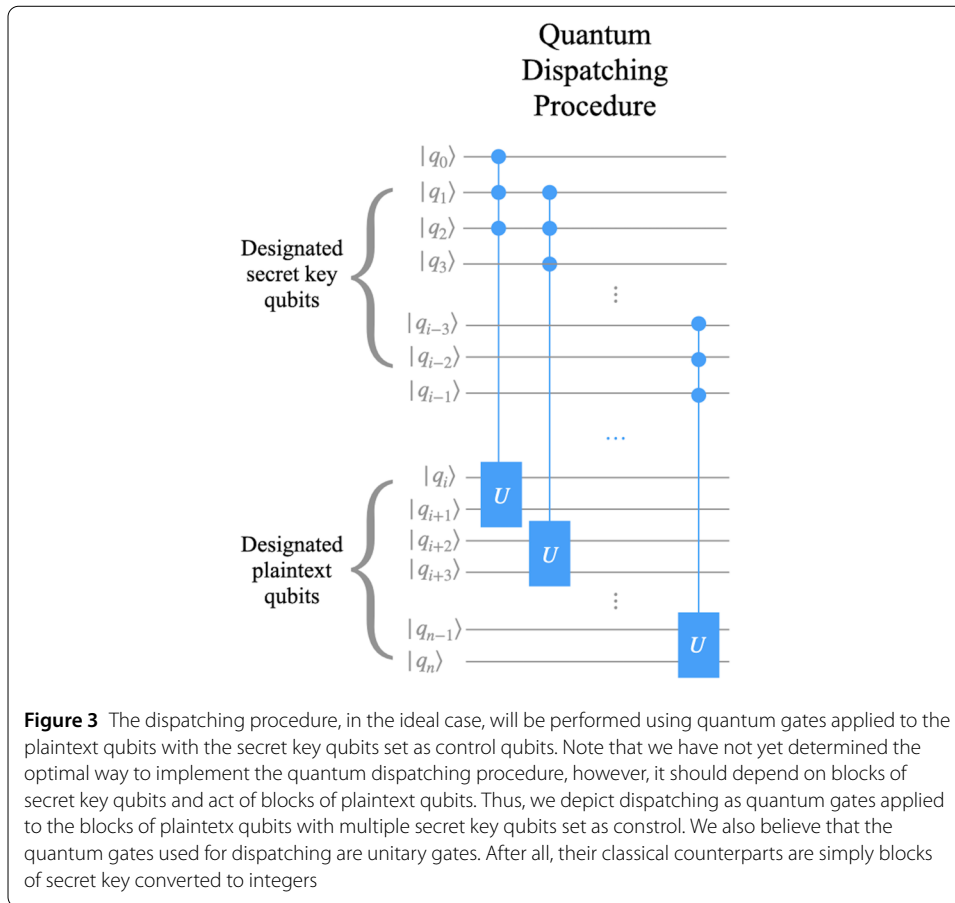 Quantum
Dispatching
Procedure
|q₀⟩
|q₁⟩
|q₂⟩
|q₃⟩
Designated
secret key
qubits
⋮
|qᵢ₋₃⟩
|qᵢ₋₂⟩
|qᵢ₋₁⟩
...
|qᵢ⟩
U
|qᵢ₊₁⟩
|qᵢ₊₂⟩
U
|qᵢ₊₃⟩
Designated
plaintext
qubits
⋮
|qₙ₋₁⟩
U
|qₙ⟩
Figure 3 The dispatching procedure, in the ideal case, will be performed using quantum gates applied to the
plaintext qubits with the secret key qubits set as control qubits. Note that we have not yet determined the
optimal way to implement the quantum dispatching procedure, however, it should depend on blocks of
secret key qubits and act of blocks of plaintext qubits. Thus, we depict dispatching as quantum gates applied
to the blocks of plaintetx qubits with multiple secret key qubits set as constrol. We also believe that the
quantum gates used for dispatching are unitary gates. After all, their classical counterparts are simply blocks
of secret key converted to integers